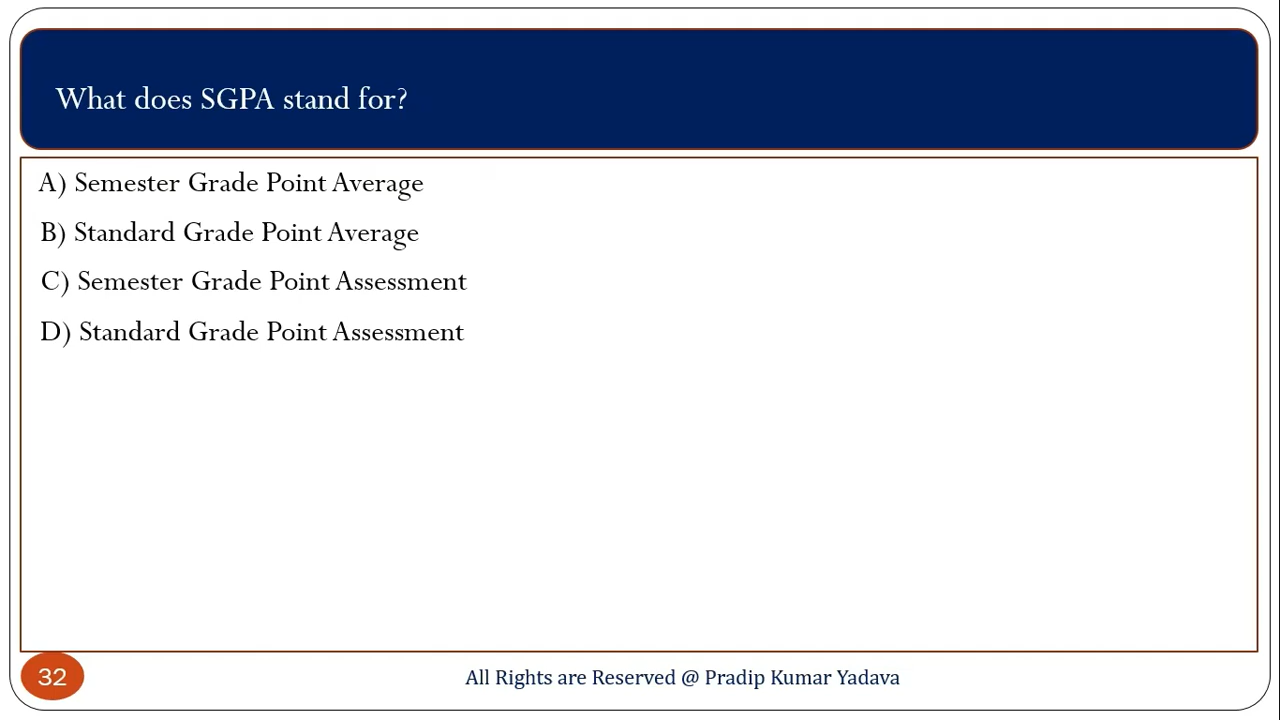 What does SGPA stand for?
A) Semester Grade Point Average
B) Standard Grade Point Average
C) Semester Grade Point Assessment
D) Standard Grade Point Assessment
32
All Rights are Reserved @ Pradip Kumar Yadava